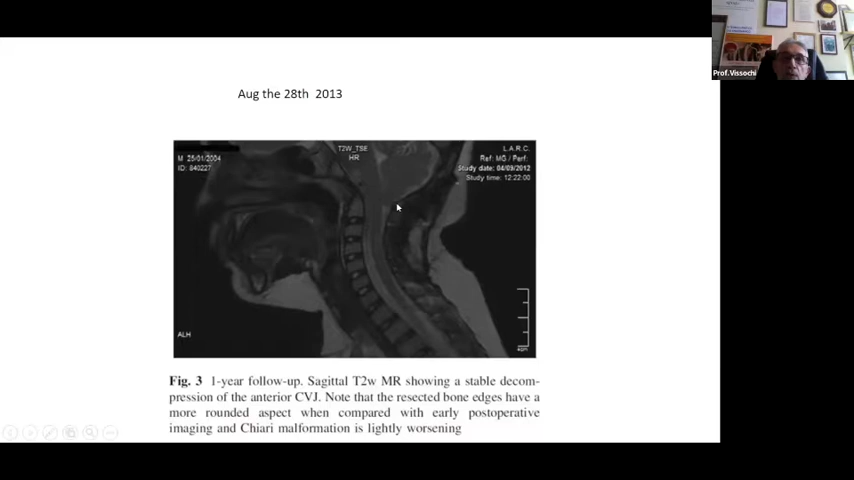 Prof.Vissochi
Aug the 28th 2013
M 25/01/2004
ID: 840227
T2W_TSE
HR
L.A.R.C.
Ref: MG / Perf:
Study date: 04/09/2012
Study time: 12:22:00
ALH
Fig. 3 1-year follow-up. Sagittal T2w MR showing a stable decom-
pression of the anterior CVJ. Note that the resected bone edges have a
more rounded aspect when compared with early postoperative
imaging and Chiari malformation is lightly worsening